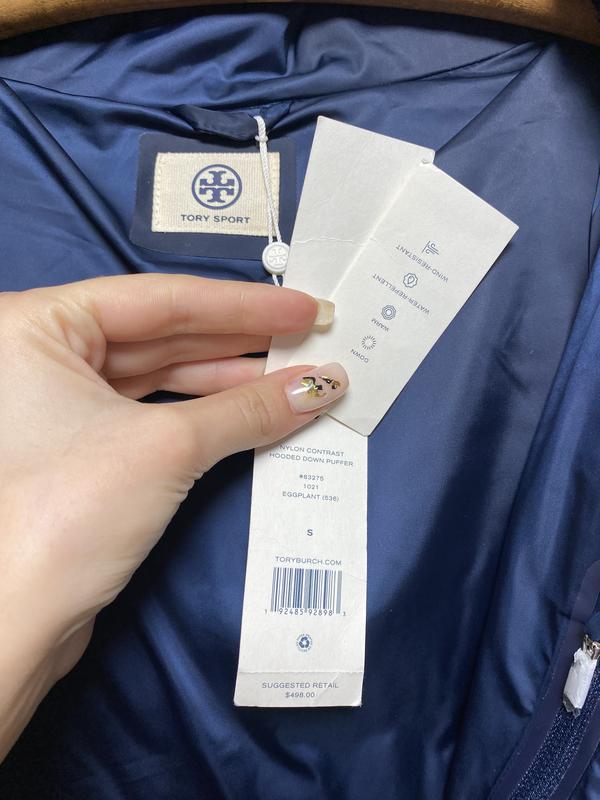 TORY SPORT
WIND-RESISTANT
WATER-REPELLENT
WARM
DOWN
NYLON CONTRAST
HOODED DOWN PUFFER
#83275
1021
EGGPLANT (536)
S
TORYBURCH.COM
1 92485 92898 1
SUGGESTED RETAIL
$498.00